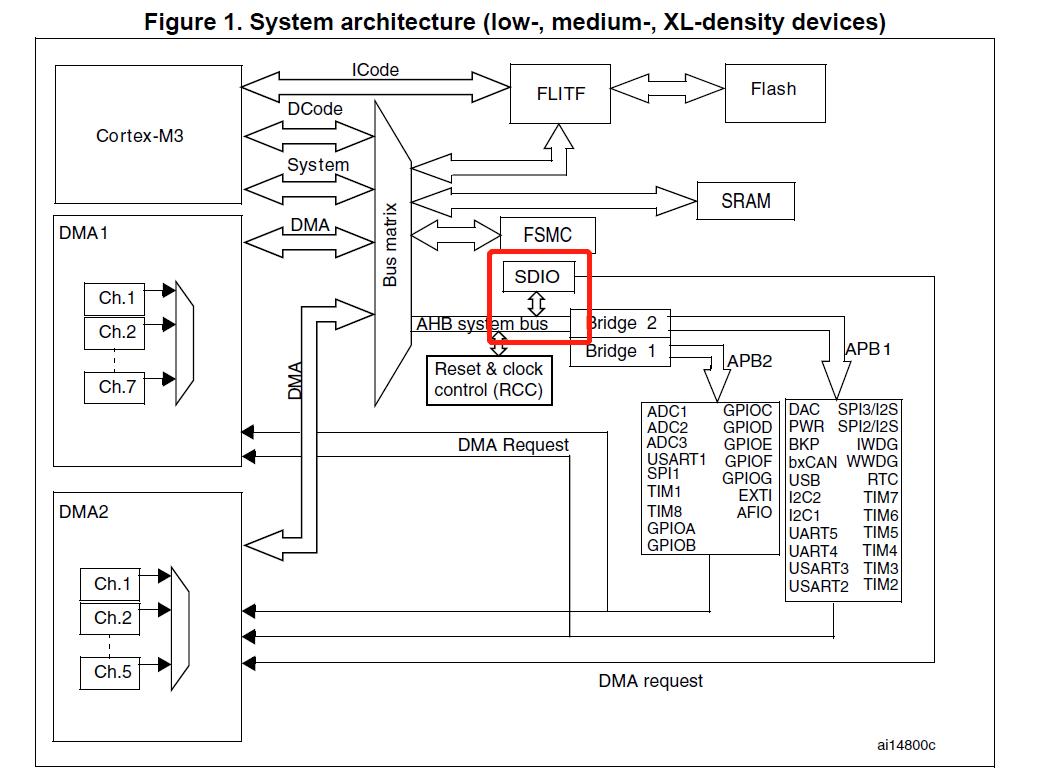 Figure 1. System architecture (low-, medium-, XL-density devices)
ICode
FLITF
Flash
Cortex-M3
DCode
System
SRAM
DMA1
DMA
Bus matrix
FSMC
SDIO
Ch.1
Ch.2
Ch.7
AHB system bus
Bridge 2
Bridge 1
APB2
APB1
Reset & clock
control (RCC)
DMA
ADC1 GPIOC
ADC2 GPIOD
ADC3 GPIOE
USART1 GPIOF
SPI1 GPIOG
TIM1 EXTI
TIM8 AFIO
GPIOA
GPIOB
DAC SPI3/I2S
PWR SPI2/I2S
BKP IWDG
bxCAN WWDG
USB RTC
I2C2 TIM7
I2C1 TIM6
UART5 TIM5
UART4 TIM4
USART3 TIM3
USART2 TIM2
DMA Request
DMA2
Ch.1
Ch.2
Ch.5
DMA request
ai14800c